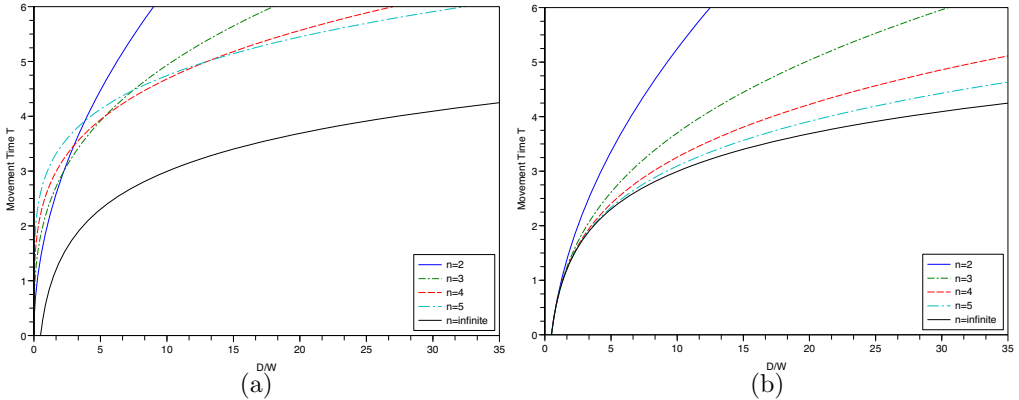 6
5
4
3
2
1
0
Movement Time T
0 5 10 15 20 25 30 35
D/W
n=2
n=3
n=4
n=5
n=infinite
(a)
6
5
4
3
2
1
0
Movement Time T
0 5 10 15 20 25 30 35
D/W
n=2
n=3
n=4
n=5
n=infinite
(b)